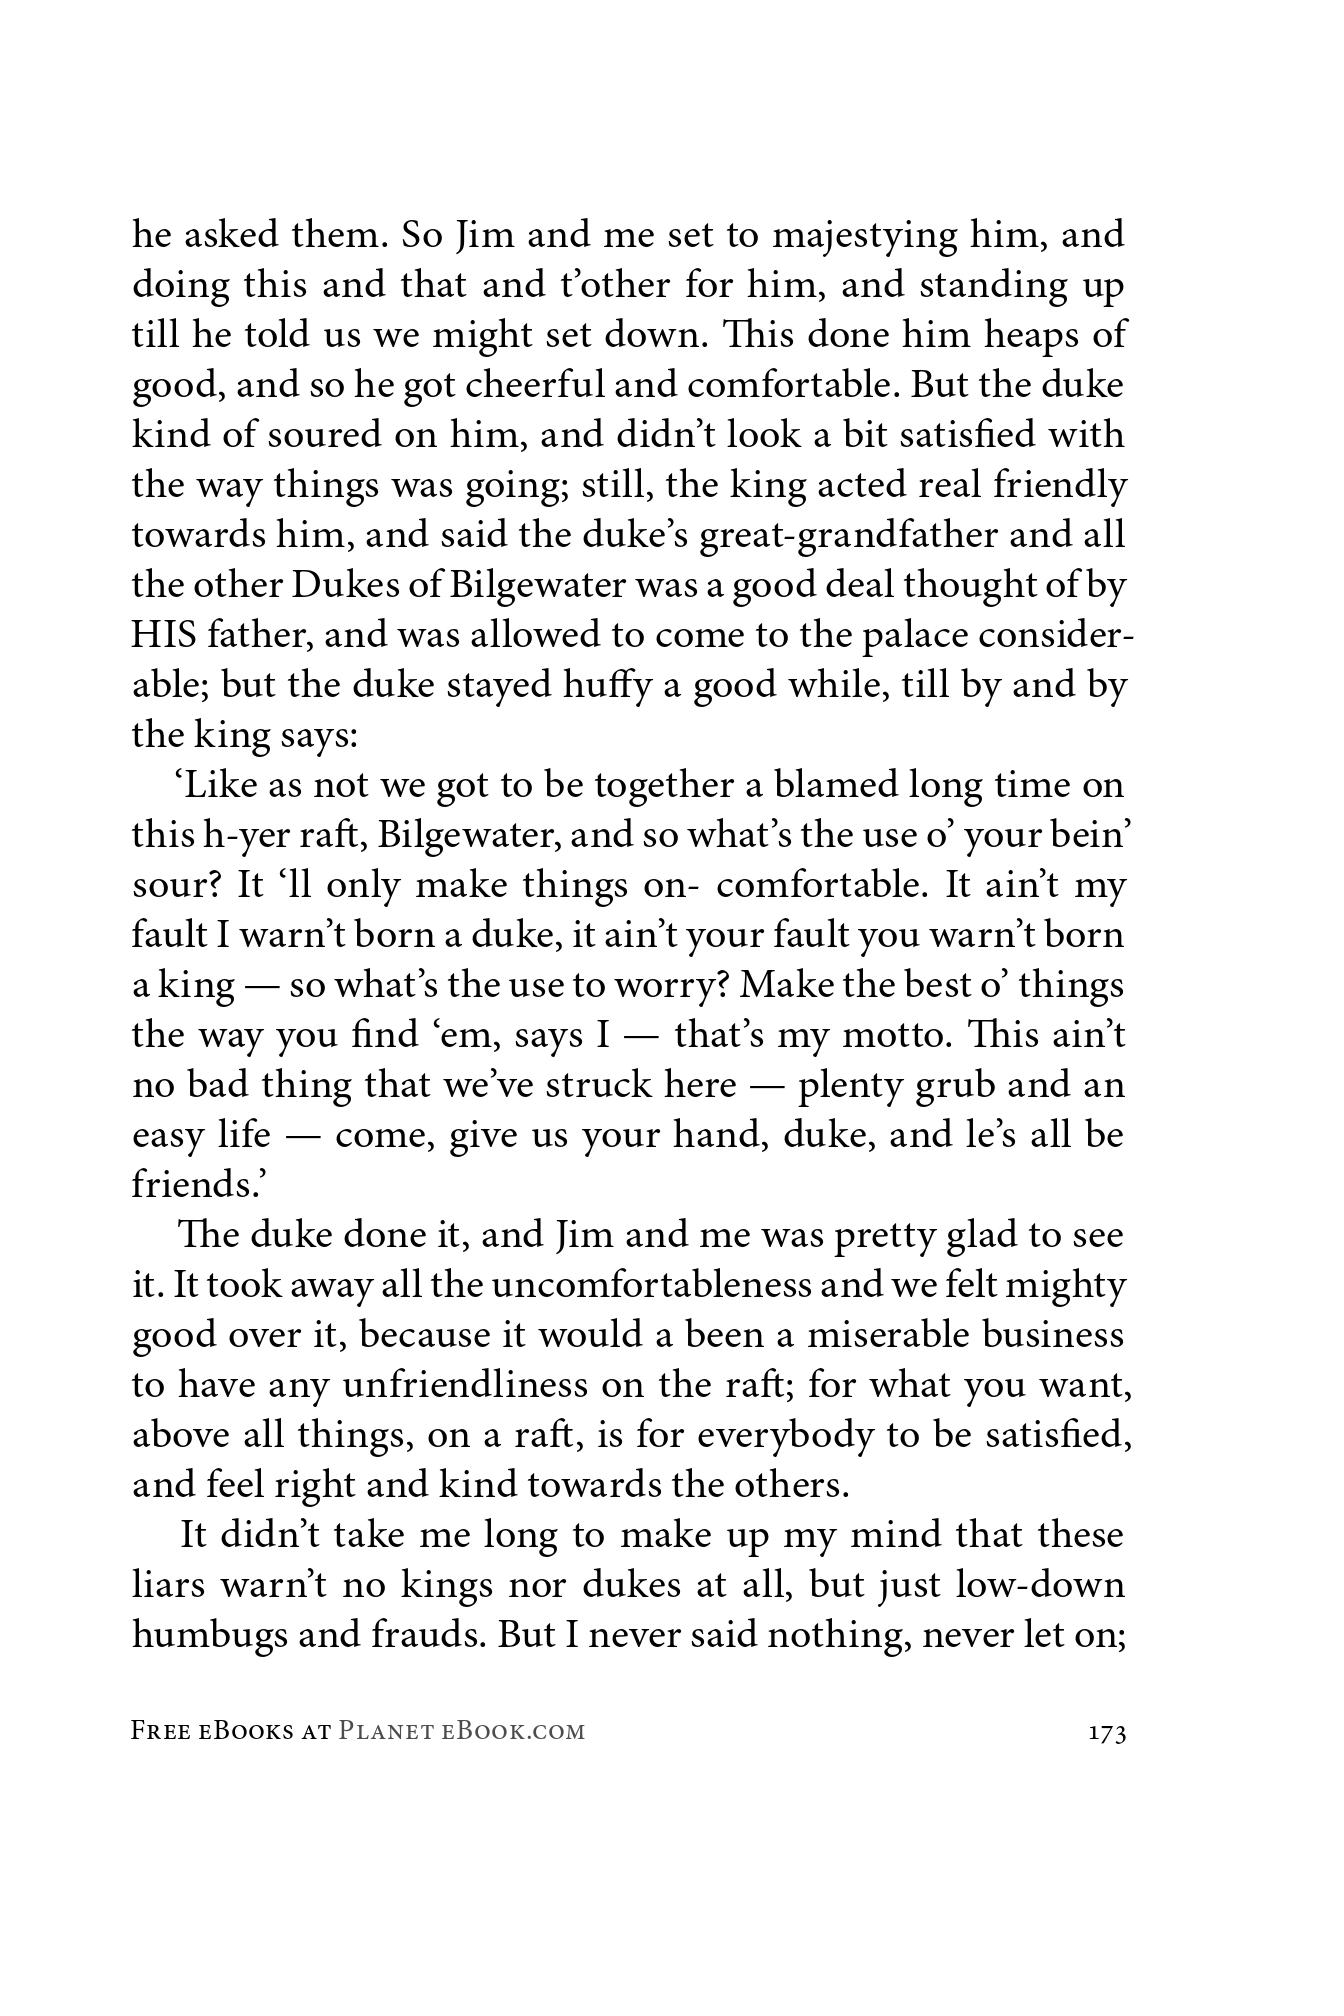 he asked them. So Jim and me set to majestying him, and
doing this and that and t’other for him, and standing up
till he told us we might set down. This done him heaps of
good, and so he got cheerful and comfortable. But the duke
kind of soured on him, and didn’t look a bit satisfied with
the way things was going; still, the king acted real friendly
towards him, and said the duke’s great-grandfather and all
the other Dukes of Bilgewater was a good deal thought of by
HIS father, and was allowed to come to the palace consider-
able; but the duke stayed huffy a good while, till by and by
the king says:
‘Like as not we got to be together a blamed long time on
this h-yer raft, Bilgewater, and so what’s the use o’ your bein’
sour? It ‘ll only make things on- comfortable. It ain’t my
fault I warn’t born a duke, it ain’t your fault you warn’t born
a king — so what’s the use to worry? Make the best o’ things
the way you find ‘em, says I — that’s my motto. This ain’t
no bad thing that we’ve struck here — plenty grub and an
easy life — come, give us your hand, duke, and le’s all be
friends.’
The duke done it, and Jim and me was pretty glad to see
it. It took away all the uncomfortableness and we felt mighty
good over it, because it would a been a miserable business
to have any unfriendliness on the raft; for what you want,
above all things, on a raft, is for everybody to be satisfied,
and feel right and kind towards the others.
It didn’t take me long to make up my mind that these
liars warn’t no kings nor dukes at all, but just low-down
humbugs and frauds. But I never said nothing, never let on;
Free eBooks at Planet eBook.com 173